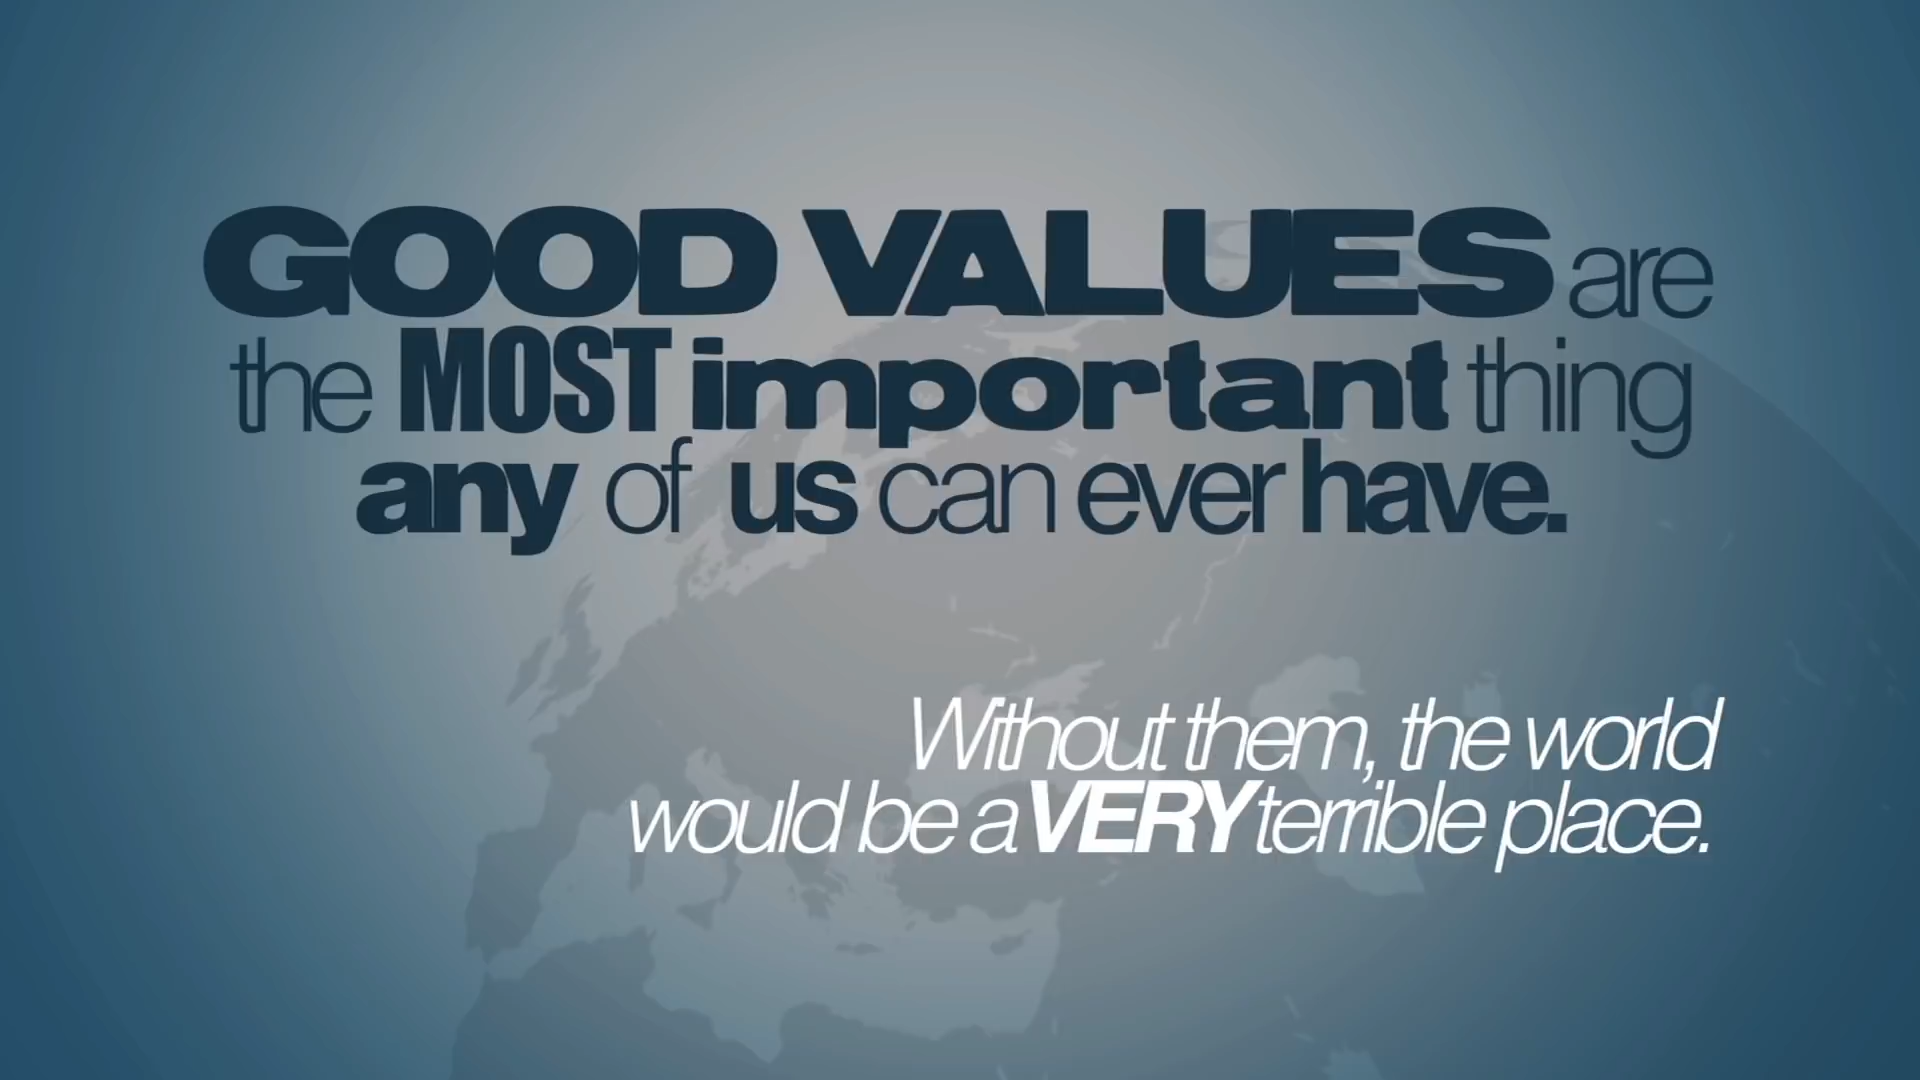 GOOD VALUES are
the MOST important thing
any of us can ever have.
Without them, the world
would be a VERY terrible place.